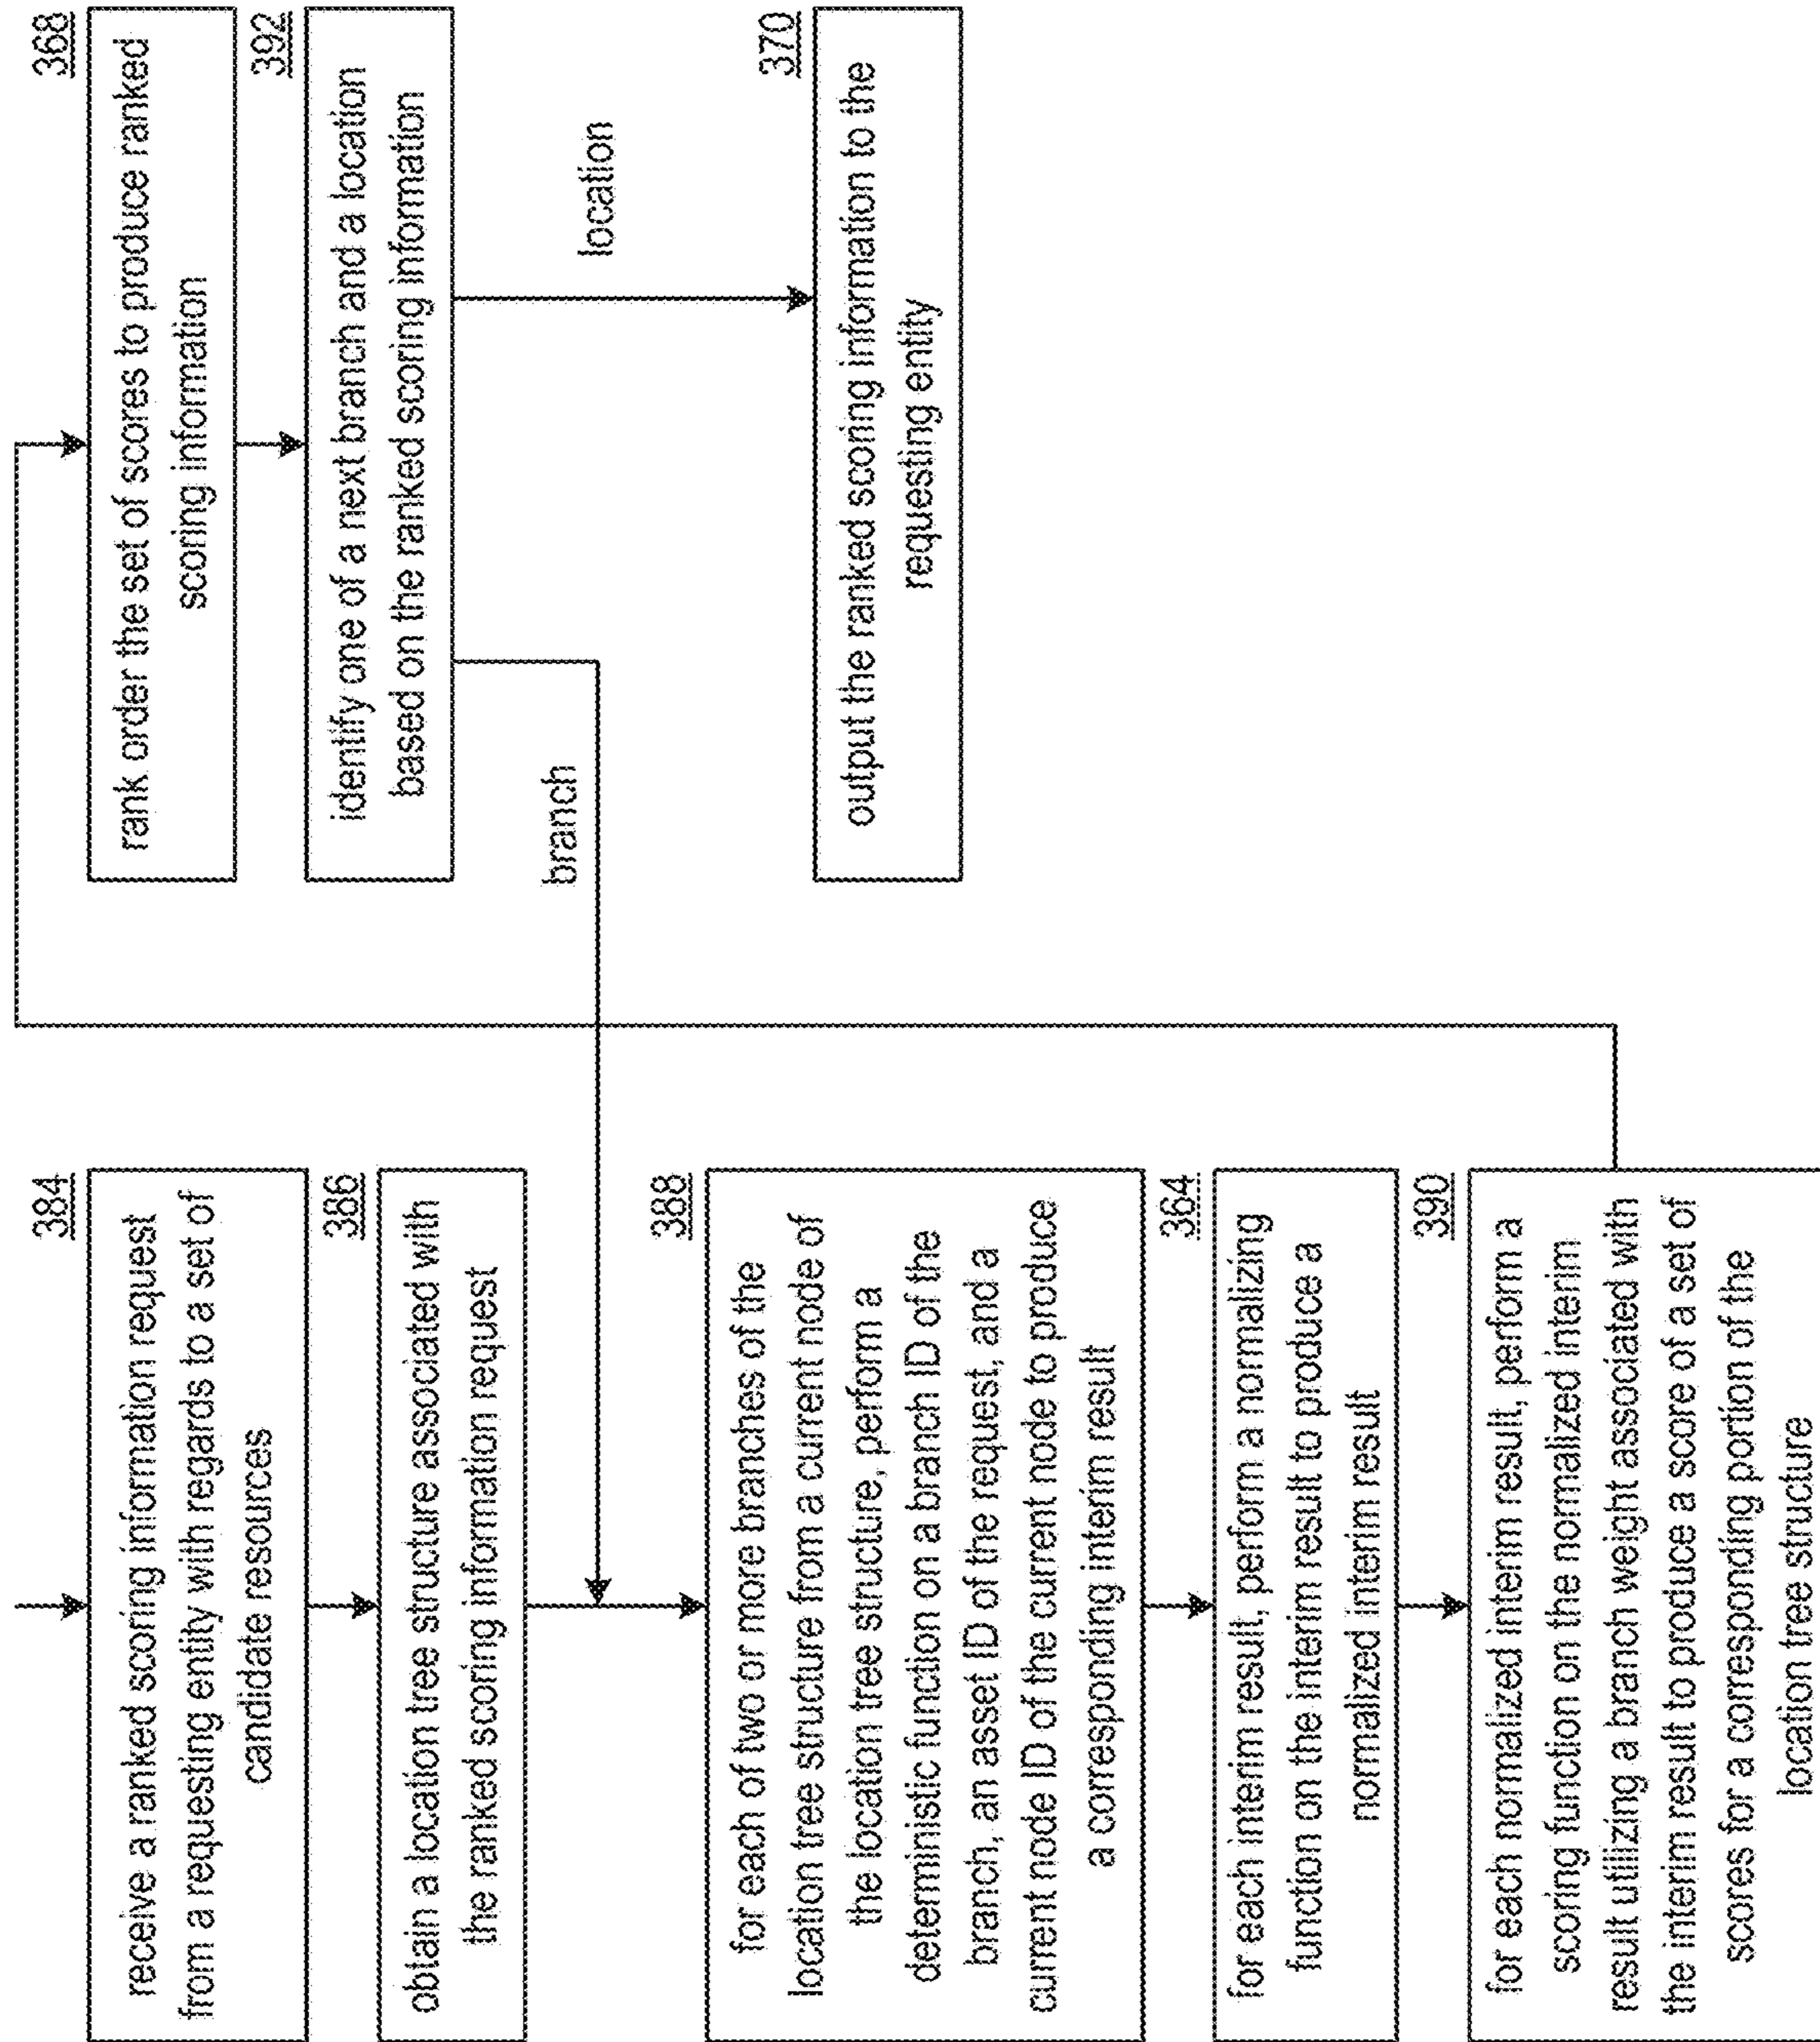 384
receive a ranked scoring information request
from a requesting entity with regards to a set of
candidate resources
386
obtain a location tree structure associated with
the ranked scoring information request
388
for each of two or more branches of the
location tree structure from a current node of
the location tree structure, perform a
deterministic function on a branch ID of the
branch, an asset ID of the request, and a
current node ID of the current node to produce
a corresponding interim result
364
for each interim result, perform a normalizing
function on the interim result to produce a
normalized interim result
390
for each normalized interim result, perform a
scoring function on the normalized interim
result utilizing a branch weight associated with
the interim result to produce a score of a set of
scores for a corresponding portion of the
location tree structure
368
rank order the set of scores to produce ranked
scoring information
392
identify one of a next branch and a location
based on the ranked scoring information
branch
location
370
output the ranked scoring information to the
requesting entity